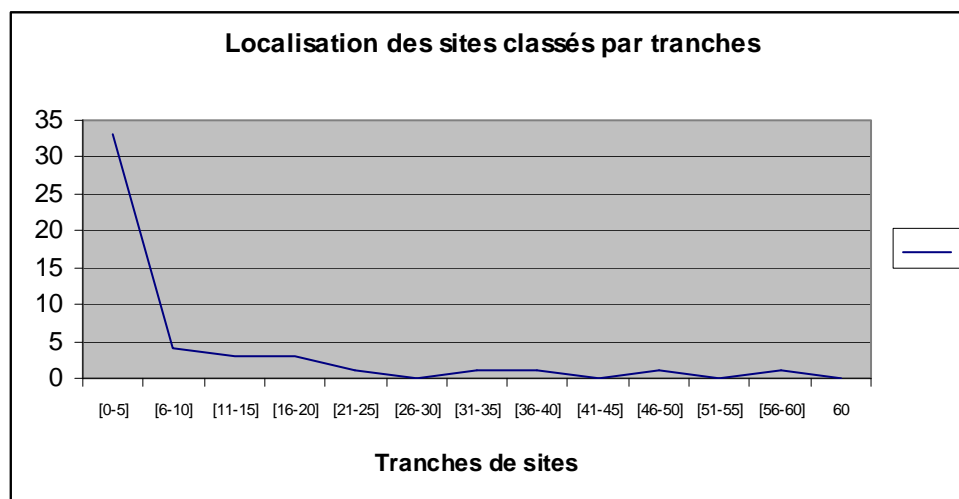 Localisation des sites classés par tranches
35
30
25
20
15
10
5
0
[0-5] [6-10] [11-15] [16-20] [21-25] [26-30] [31-35] [36-40] [41-45] [46-50] [51-55] [56-60] 60
Tranches de sites